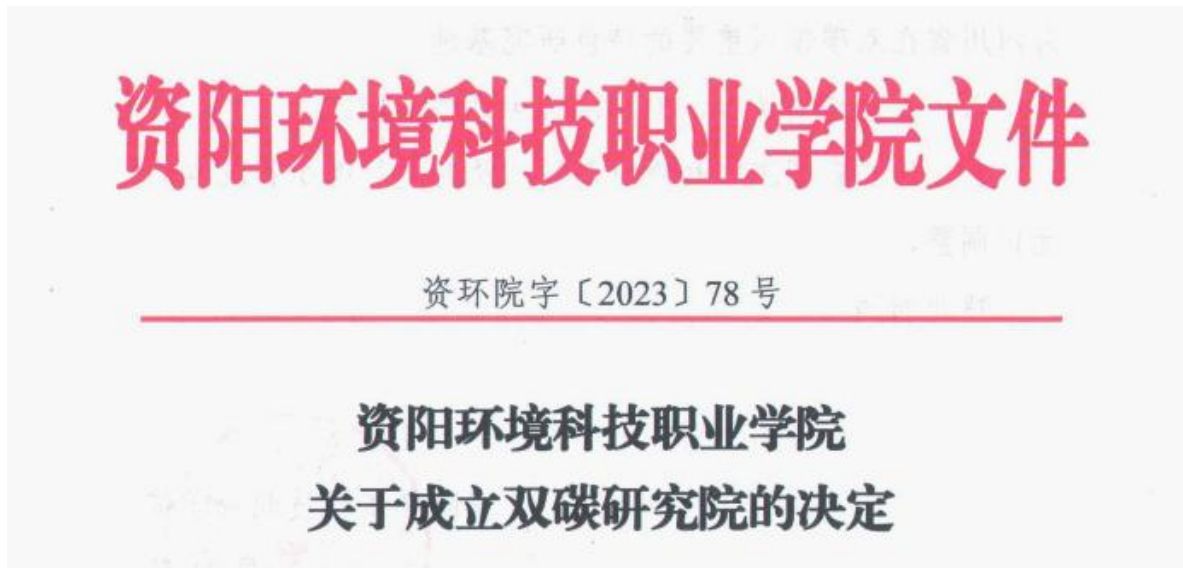 资阳环境科技职业学院文件
资环院字〔2023〕78号
资阳环境科技职业学院
关于成立双碳研究院的决定